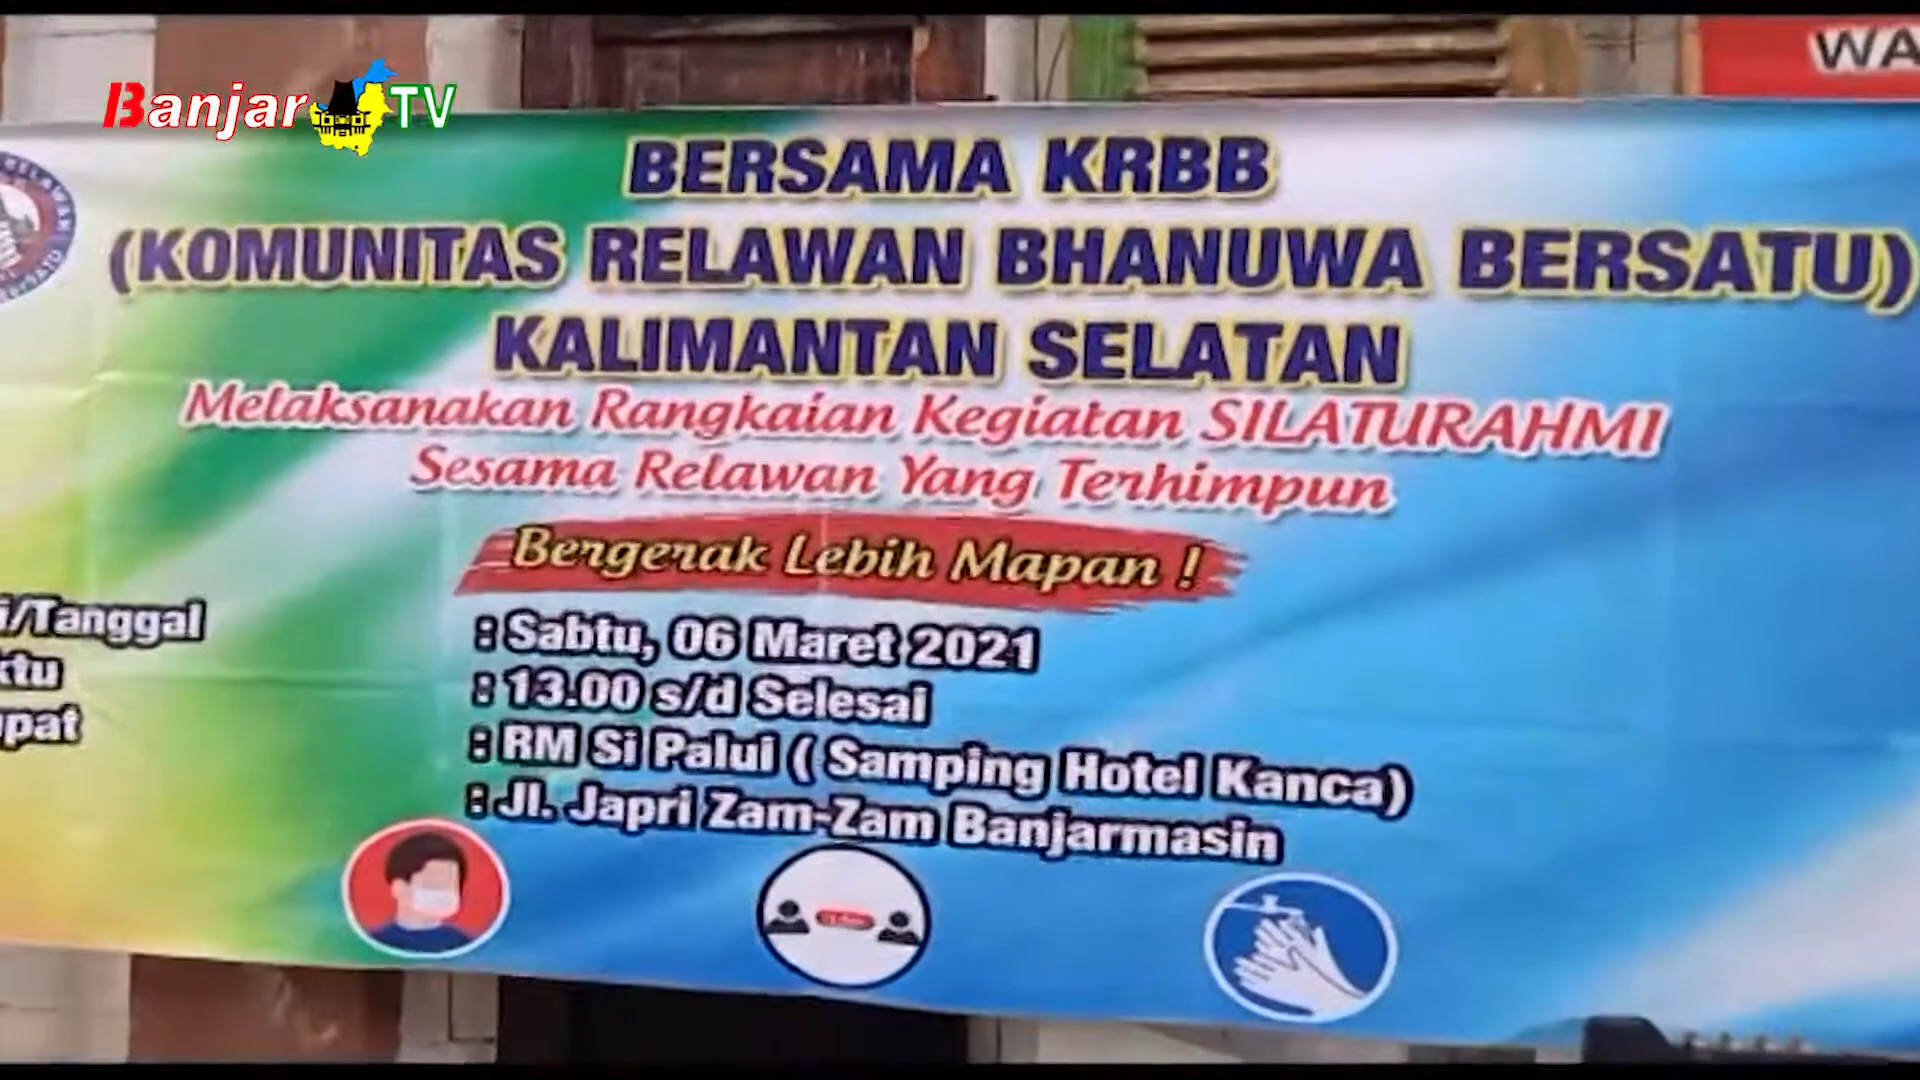 Banjar TV
WA
BERSAMA KRBB
(KOMUNITAS RELAWAN BHANUWA BERSATU)
KALIMANTAN SELATAN
Melaksanakan Rangkaian Kegiatan SILATURAHMI
Sesama Relawan Yang Terhimpun
Bergerak Lebih Mapan !
i/Tanggal : Sabtu, 06 Maret 2021
ktu : 13.00 s/d Selesai
pat : RM Si Palui ( Samping Hotel Kanca)
: Jl. Japri Zam-Zam Banjarmasin